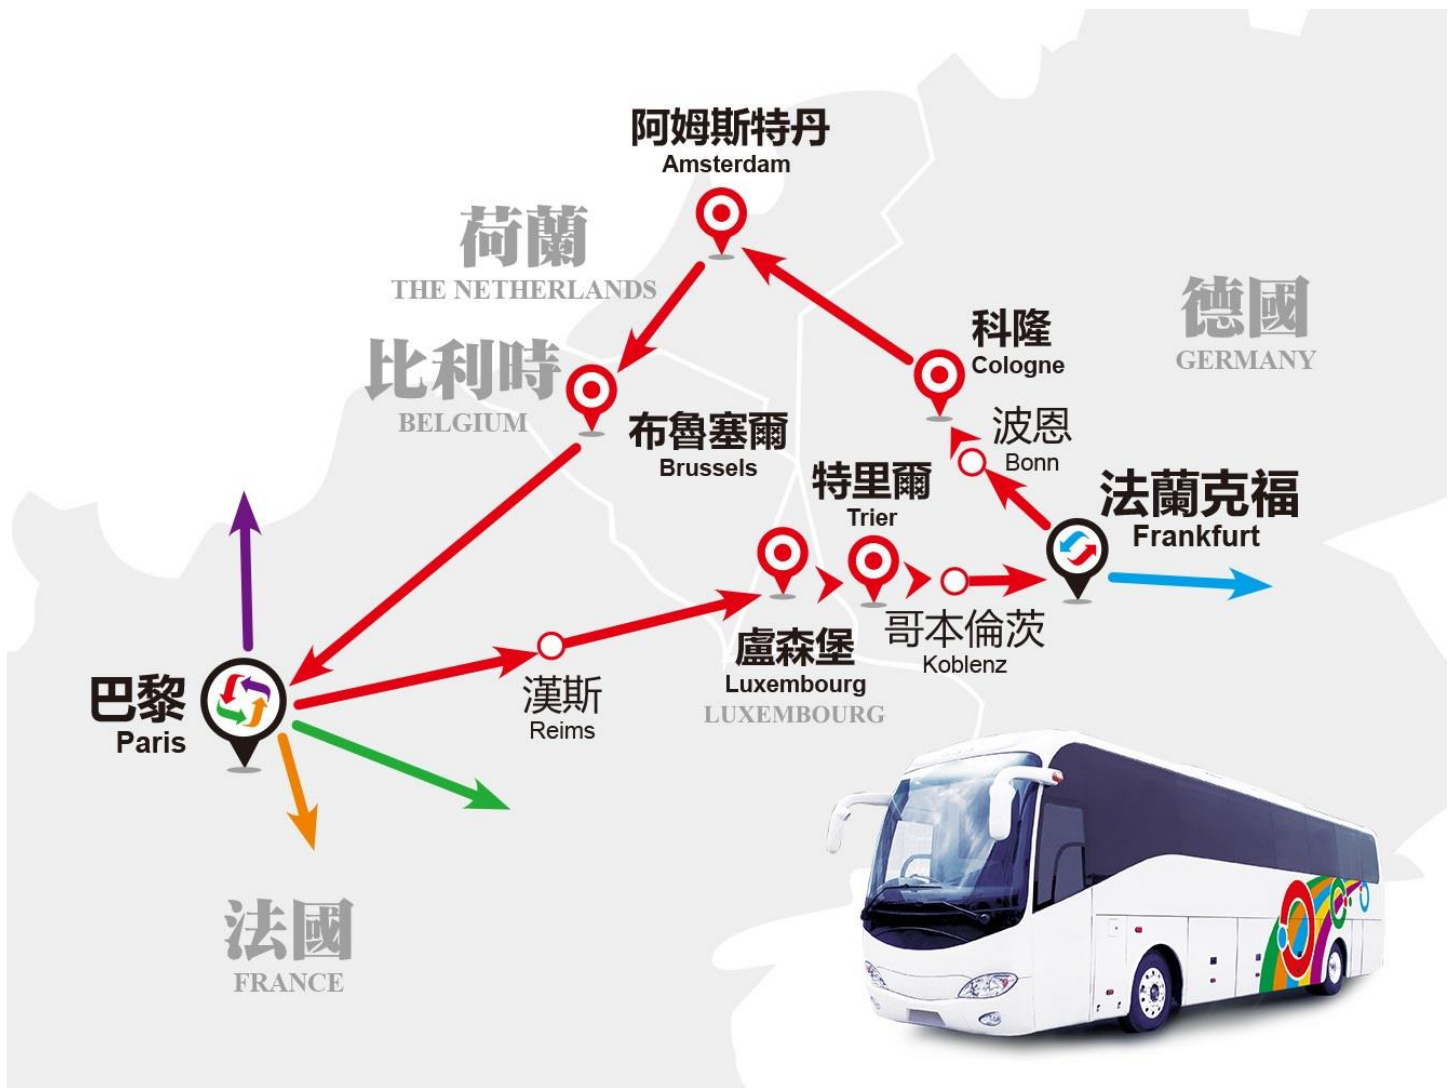 阿姆斯特丹
Amsterdam
荷蘭
THE NETHERLANDS
德國
GERMANY
科隆
Cologne
比利時
BELGIUM
波恩
Bonn
布魯塞爾
Brussels
特里爾
Trier
法蘭克福
Frankfurt
哥本倫茨
Koblenz
盧森堡
Luxembourg
LUXEMBOURG
漢斯
Reims
巴黎
Paris
法國
FRANCE